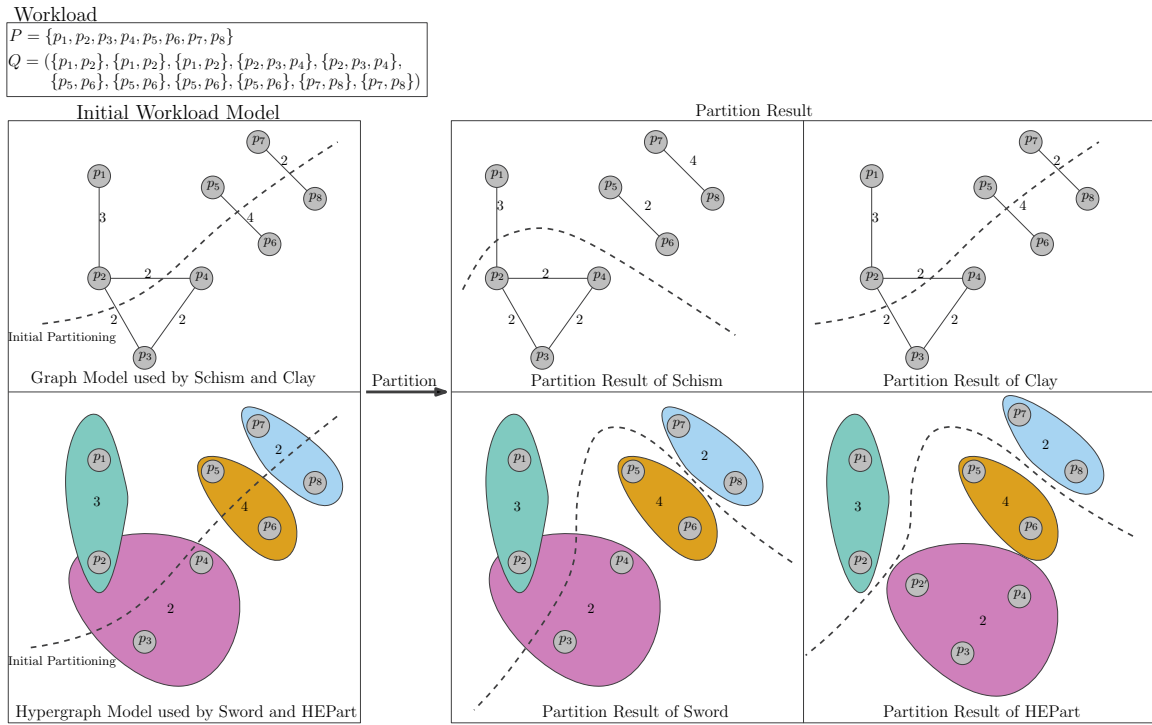 Workload
P = {p₁, p₂, p₃, p₄, p₅, p₆, p₇, p₈}
Q = ({p₁, p₂}, {p₁, p₂}, {p₁, p₂}, {p₂, p₃, p₄}, {p₂, p₃, p₄},
{p₅, p₆}, {p₅, p₆}, {p₅, p₆}, {p₅, p₆}, {p₇, p₈}, {p₇, p₈})
Initial Workload Model
Partition Result
p₇
2
p₁
p₅
p₈
3
4
p₆
p₂
2
p₄
2
2
Initial Partitioning
p₃
Graph Model used by Schism and Clay
Partition
p₇
4
p₁
p₅
p₈
3
2
p₆
p₂
2
p₄
2
2
p₃
Partition Result of Schism
p₇
2
p₁
p₅
p₈
3
4
p₆
p₂
2
p₄
2
2
p₃
Partition Result of Clay
p₇
2
p₁
p₅
p₈
3
4
p₆
p₂
p₄
2
p₃
Initial Partitioning
Hypergraph Model used by Sword and HEPart
p₇
2
p₁
p₅
p₈
3
4
p₆
p₂
p₄
2
p₃
Partition Result of Sword
p₇
2
p₁
p₅
p₈
3
4
p₆
p₂
p₂′
p₄
2
p₃
Partition Result of HEPart